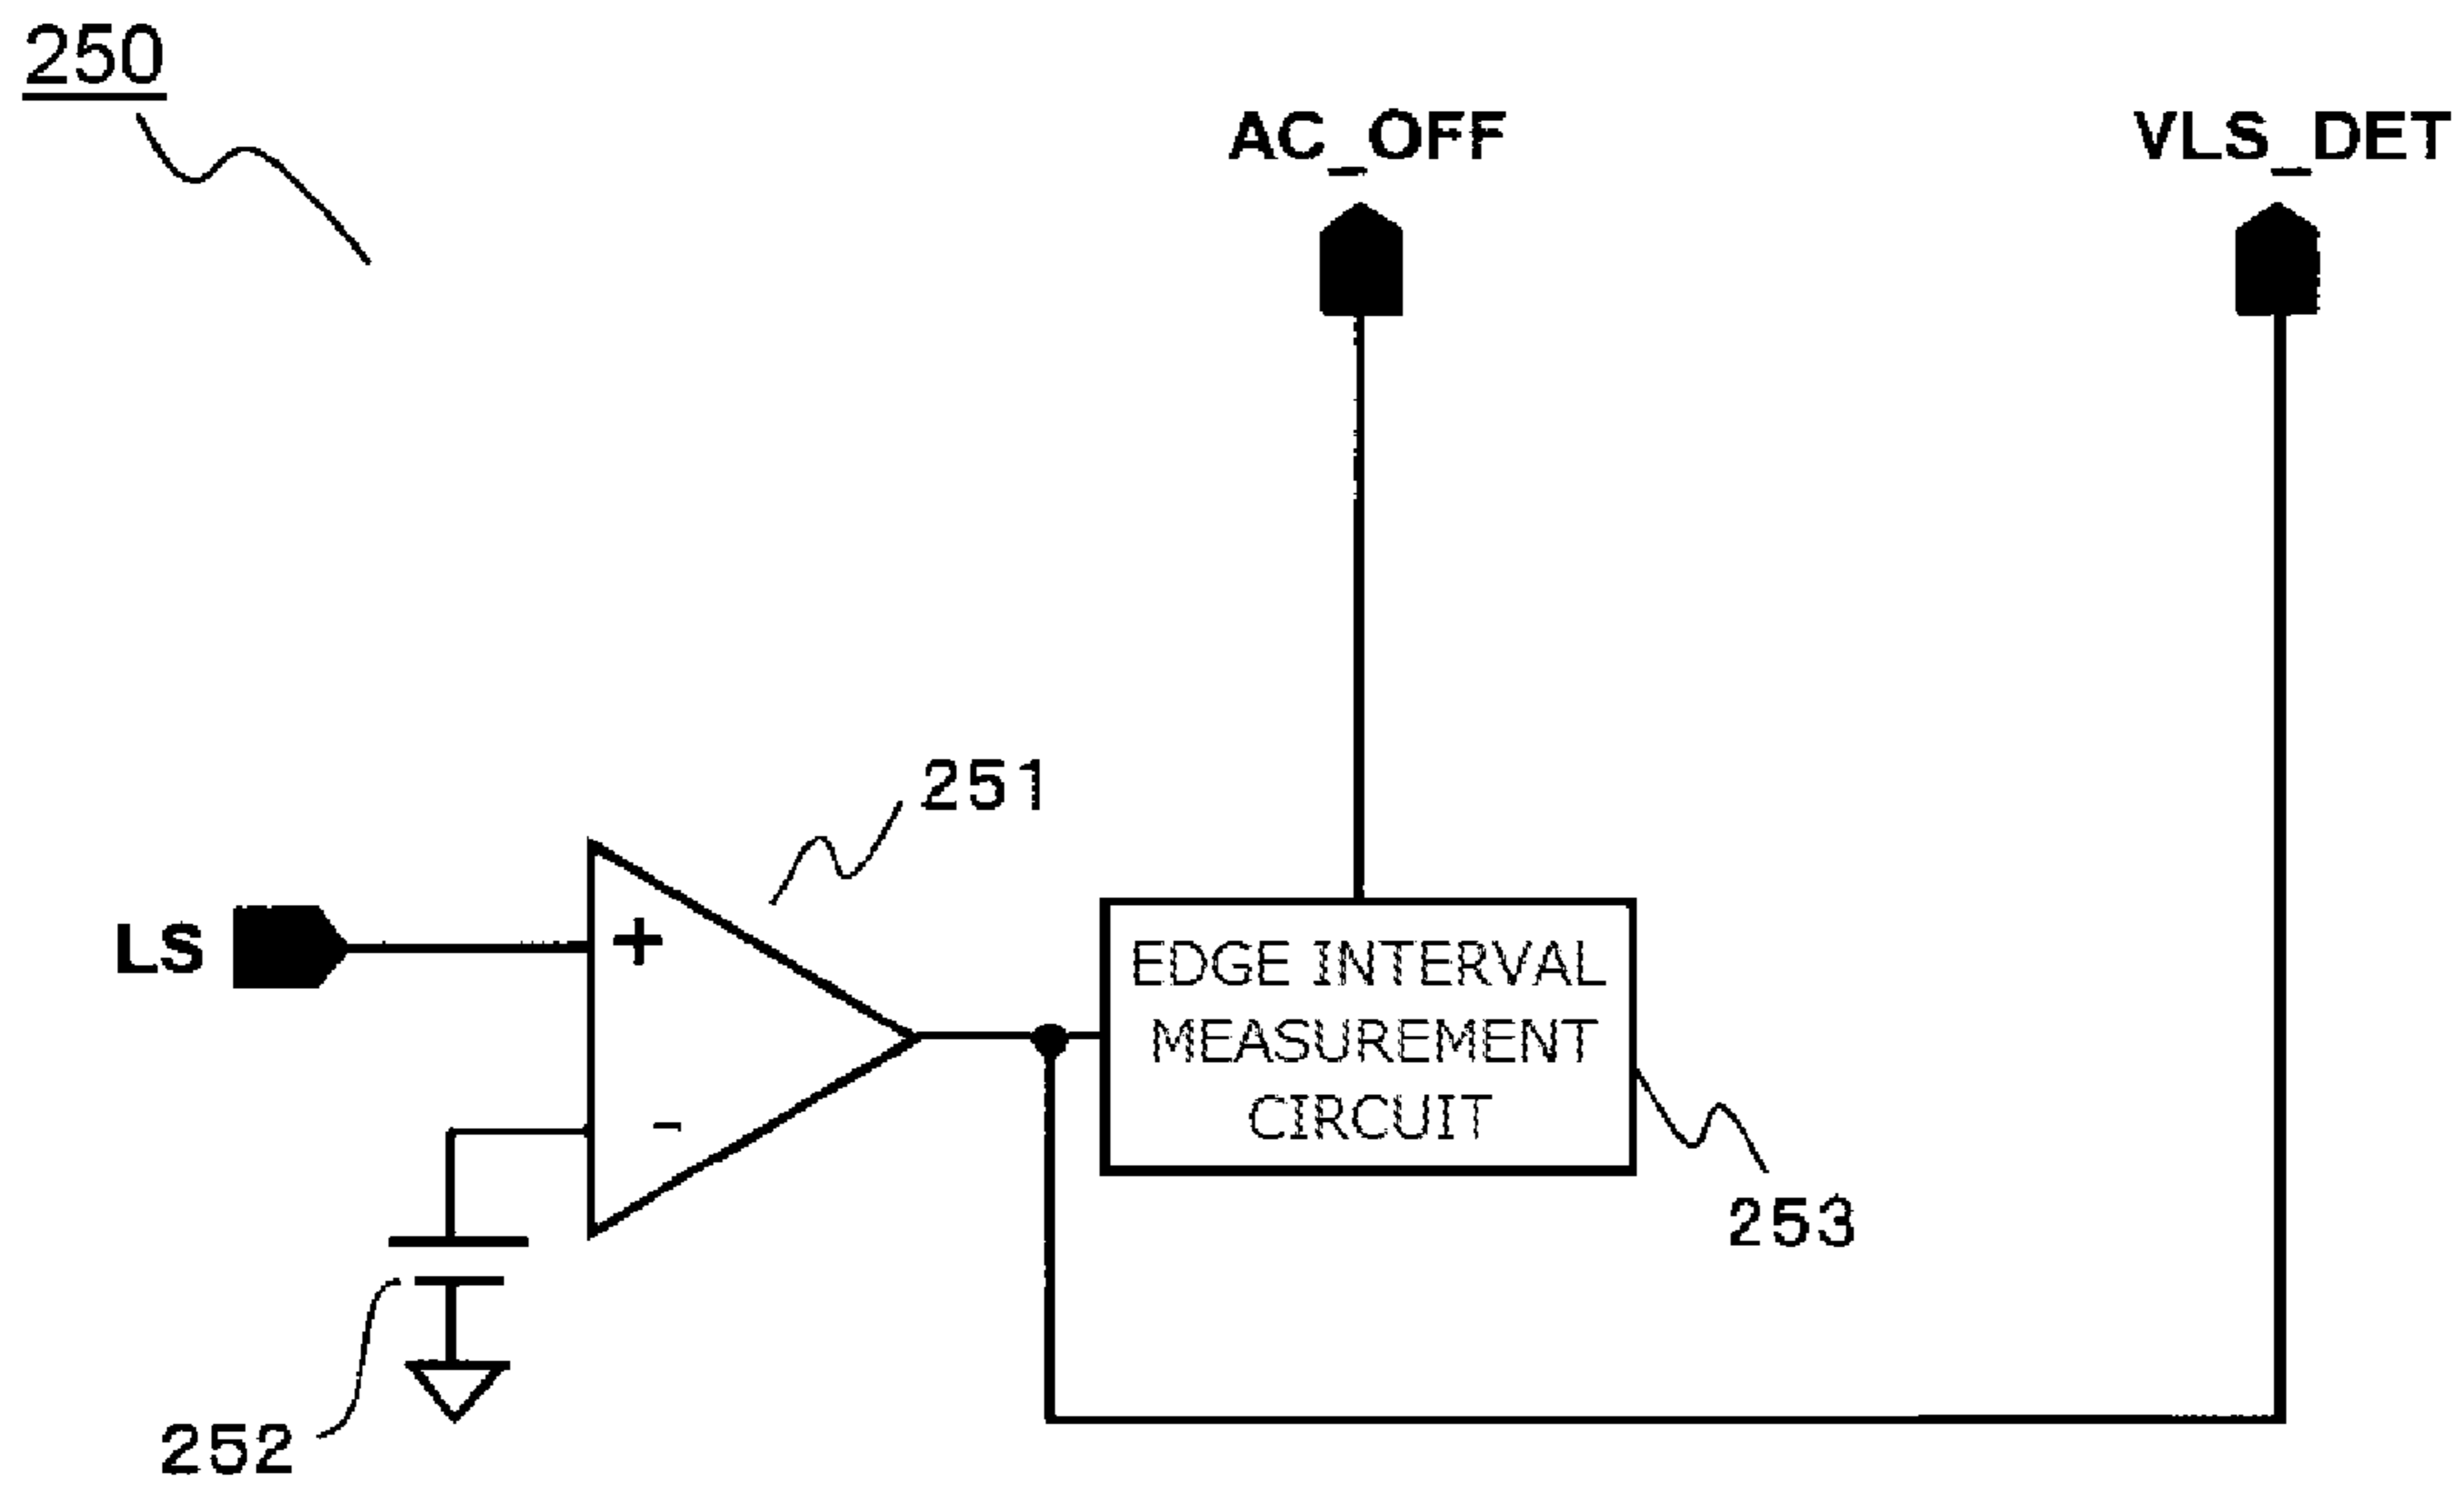 250
AC_OFF
VLS_DET
251
LS
+
-
EDGE INTERVAL
MEASUREMENT
CIRCUIT
253
252